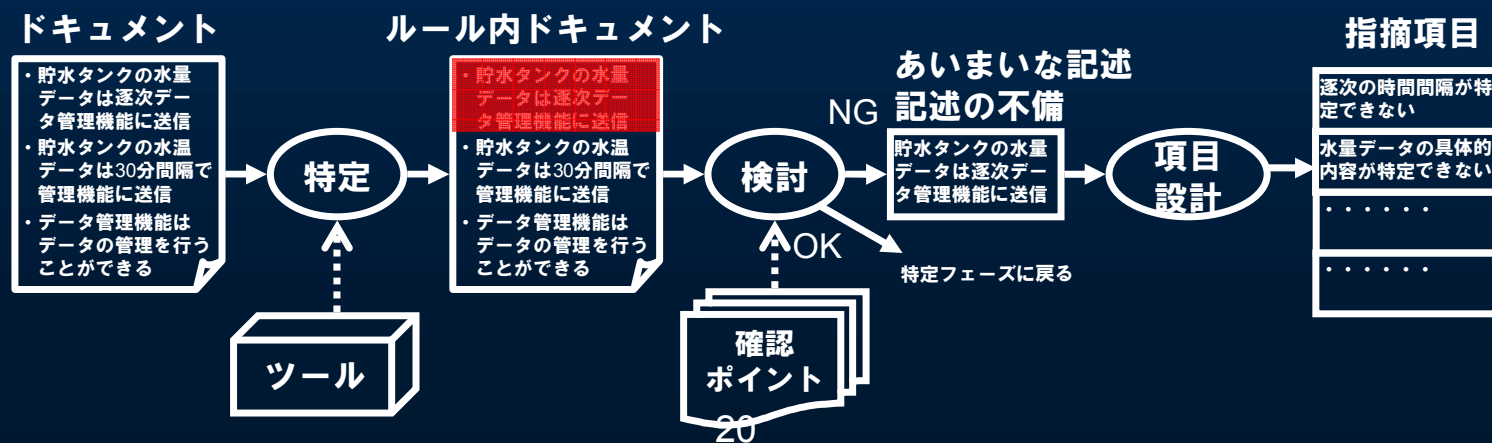 ドキュメント
・貯水タンクの水量
データは逐次デー
タ管理機能に送信
・貯水タンクの水温
データは30分間隔で
管理機能に送信
・データ管理機能は
データの管理を行う
ことができる
特定
ツール
ルール内ドキュメント
・貯水タンクの水量
データは逐次デー
タ管理機能に送信
・貯水タンクの水温
データは30分間隔で
管理機能に送信
・データ管理機能は
データの管理を行う
ことができる
検討
確認
ポイント
NG
OK
特定フェーズに戻る
あいまいな記述
記述の不備
貯水タンクの水量
データは逐次デー
タ管理機能に送信
項目
設計
指摘項目
逐次の時間間隔が特
定できない
水量データの具体的
内容が特定できない
・・・・・・
・・・・・・
20